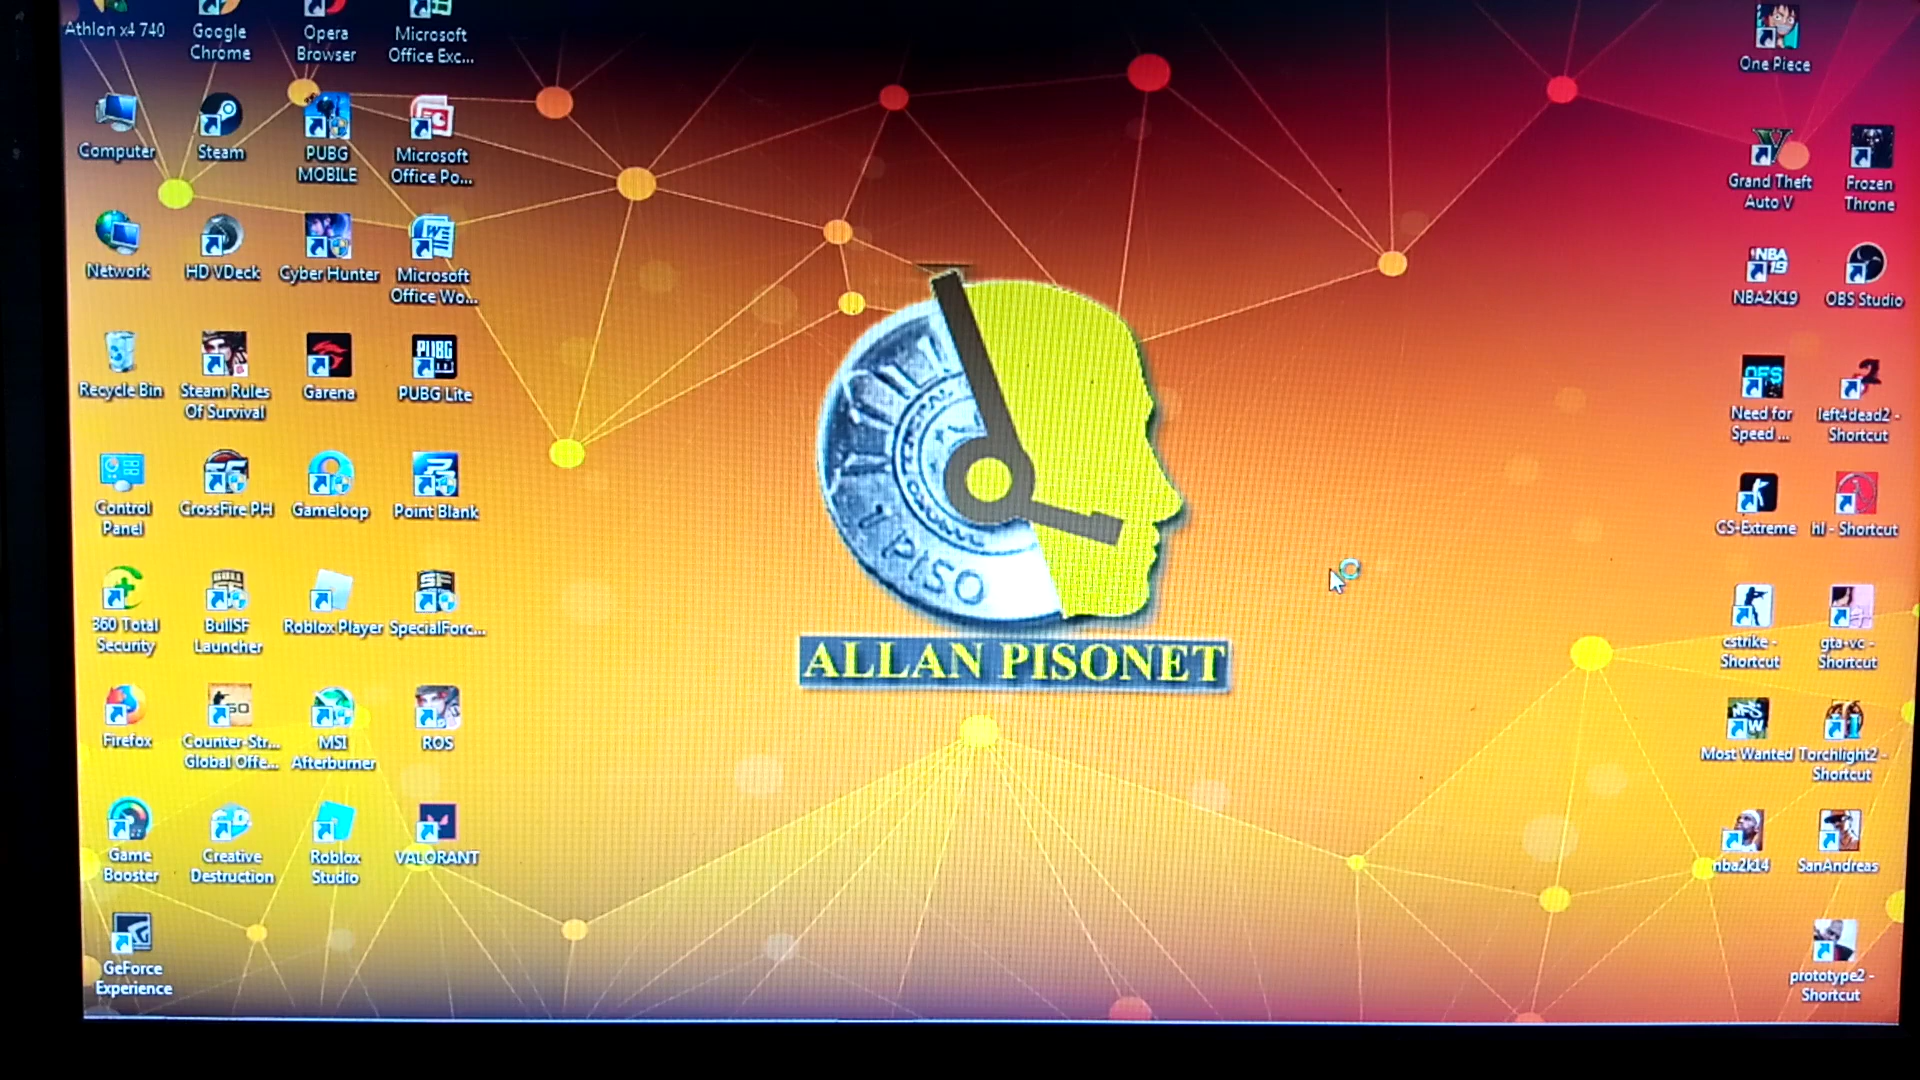 Athlon x4 740
Google
Chrome
Opera
Browser
Microsoft
Office Exc...
Computer
Steam
PUBG
MOBILE
Microsoft
Office Po...
Network
HD VDeck
Cyber Hunter
Microsoft
Office Wo...
Recycle Bin
Steam Rules
Of Survival
Garena
PUBG
PUBG Lite
Control
Panel
CrossFire PH
Gameloop
Point Blank
360 Total
Security
BullSF
Launcher
Roblox Player
SF
SpecialForc...
Firefox
Counter-Str...
Global Offe...
MSI
Afterburner
ROS
Game
Booster
Creative
Destruction
Roblox
Studio
VALORANT
GeForce
Experience
1 PISO
ALLAN PISONET
One Piece
Grand Theft
Auto V
Frozen
Throne
NBA
19
NBA2K19
OBS Studio
Need for
Speed ...
left4dead2 -
Shortcut
CS-Extreme
hl - Shortcut
cstrike -
Shortcut
gta-vc -
Shortcut
Most Wanted
Torchlight2 -
Shortcut
nba2k14
SanAndreas
prototype2 -
Shortcut